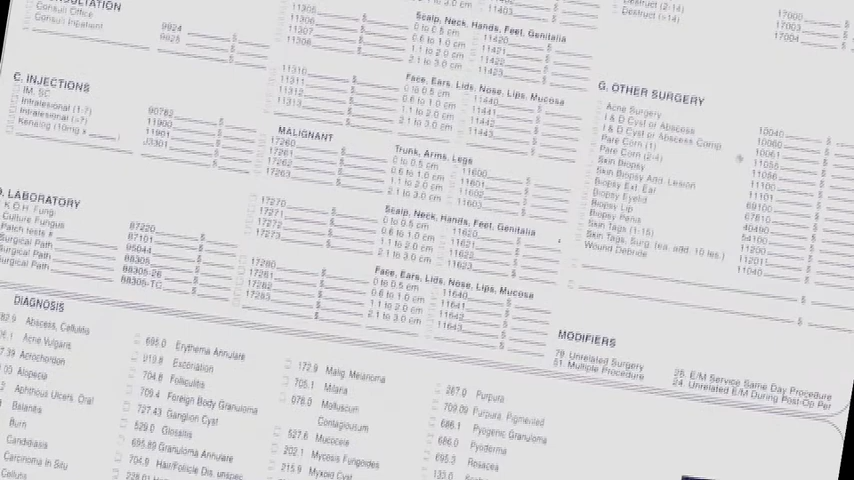 Consult Office 9924 $
Consult Inpatient 9925 $
C. INJECTIONS
IM, SC 90782 $
Intralesional (1-7) 11900 $
Intralesional (>7) 11901 $
Kenalog (10mg x ____) J3301 $
D. LABORATORY
K.O.H. Fung. 87220 $
Culture Fungus 87101 $
Patch tests # 95044 $
Surgical Path 88305 $
Surgical Path 88305-26 $
Surgical Path 88305-TC $
11305 $
11306 $
11307 $
11308 $
Scalp, Neck, Hands, Feet, Genitalia
0 to 0.5 cm 11420 $
0.6 to 1.0 cm 11421 $
1.1 to 2.0 cm 11422 $
2.1 to 3.0 cm 11423 $
11310 $
11311 $
11312 $
11313 $
Face, Ears, Lids, Nose, Lips, Mucosa
0 to 0.5 cm 11440 $
0.6 to 1.0 cm 11441 $
1.1 to 2.0 cm 11442 $
2.1 to 3.0 cm 11443 $
MALIGNANT
17260 $
17261 $
17262 $
17263 $
Trunk, Arms, Legs
0 to 0.5 cm 11600 $
0.6 to 1.0 cm 11601 $
1.1 to 2.0 cm 11602 $
2.1 to 3.0 cm 11603 $
17270 $
17271 $
17272 $
17273 $
Scalp, Neck, Hands, Feet, Genitalia
0 to 0.5 cm 11620 $
0.6 to 1.0 cm 11621 $
1.1 to 2.0 cm 11622 $
2.1 to 3.0 cm 11623 $
17280 $
17281 $
17282 $
17283 $
Face, Ears, Lids, Nose, Lips, Mucosa
0 to 0.5 cm 11640 $
0.6 to 1.0 cm 11641 $
1.1 to 2.0 cm 11642 $
2.1 to 3.0 cm 11643 $
Destruct (2-14) 17003 $
Destruct (>14) 17004 $
G. OTHER SURGERY
Acne Surgery 10040 $
I & D Cyst or Abscess 10060 $
I & D Cyst or Abscess Comp. 10061 $
Pare Corn (1) 11055 $
Pare Corn (2-4) 11056 $
Skin Biopsy 11100 $
Skin Biopsy Add. Lesion 11101 $
Biopsy Ext. Ear 69100 $
Biopsy Eyelid 67810 $
Biopsy Lip 40490 $
Biopsy Penis 54100 $
Skin Tags (1-15) 11200 $
Skin Tags, Surg. (ea. add. 10 les.) 11201 $
Wound Debride 11040 $
MODIFIERS
79. Unrelated Surgery
51. Multiple Procedure
25. E/M Service Same Day Procedure
24. Unrelated E/M During Post-Op Per
DIAGNOSIS
Abscess, Cellulitis
Acne Vulgaris
Acrochordon
Alopecia
Aphthous Ulcers, Oral
Balanitis
Burn
Candidiasis
Carcinoma In Situ
695.0 Erythema Annulare
919.8 Excoriation
704.8 Folliculitis
709.4 Foreign Body Granuloma
727.43 Ganglion Cyst
529.0 Glossitis
695.89 Granuloma Annulare
704.9 Hair/Follicle Dis. unspec.
172.9 Malig. Melanoma
705.1 Miliaria
078.0 Molluscum
Contagiosum
527.6 Mucocele
202.1 Mycosis Fungoides
215.9 Myxoid Cyst
287.0 Purpura
709.09 Purpura, Pigmented
686.1 Pyogenic Granuloma
686.0 Pyoderma
695.3 Rosacea
133.0